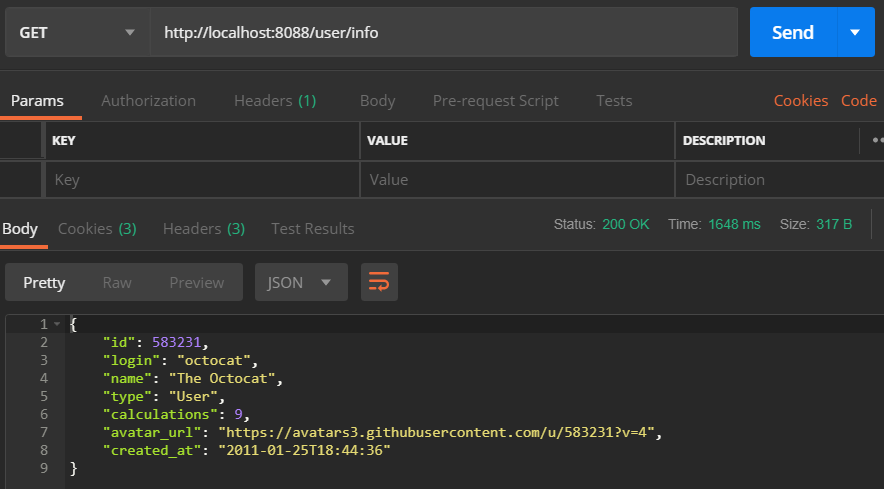 GET http://localhost:8088/user/info Send
Params Authorization Headers (1) Body Pre-request Script Tests Cookies Code
KEY VALUE DESCRIPTION
Key Value Description
Body Cookies (3) Headers (3) Test Results Status: 200 OK Time: 1648 ms Size: 317 B
Pretty Raw Preview JSON
1 {
2 "id": 583231,
3 "login": "octocat",
4 "name": "The Octocat",
5 "type": "User",
6 "calculations": 9,
7 "avatar_url": "https://avatars3.githubusercontent.com/u/583231?v=4",
8 "created_at": "2011-01-25T18:44:36"
9 }